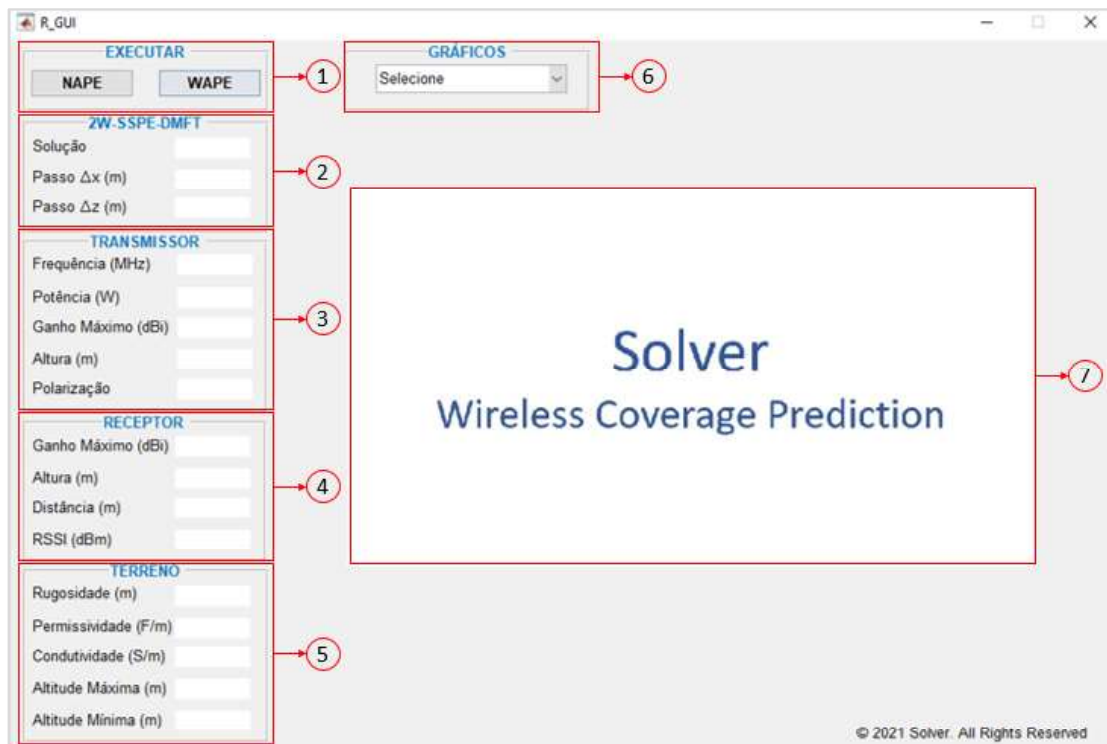 R_GUI
EXECUTAR
NAPE WAPE
1
GRÁFICOS
Selecione
6
2W-SSPE-DMFT
Solução
Passo Δx (m)
Passo Δz (m)
2
TRANSMISSOR
Frequência (MHz)
Potência (W)
Ganho Máximo (dBi)
Altura (m)
Polarização
3
RECEPTOR
Ganho Máximo (dBi)
Altura (m)
Distância (m)
RSSI (dBm)
4
TERRENO
Rugosidade (m)
Permissividade (F/m)
Condutividade (S/m)
Altitude Máxima (m)
Altitude Mínima (m)
5
Solver
Wireless Coverage Prediction
7
© 2021 Solver. All Rights Reserved